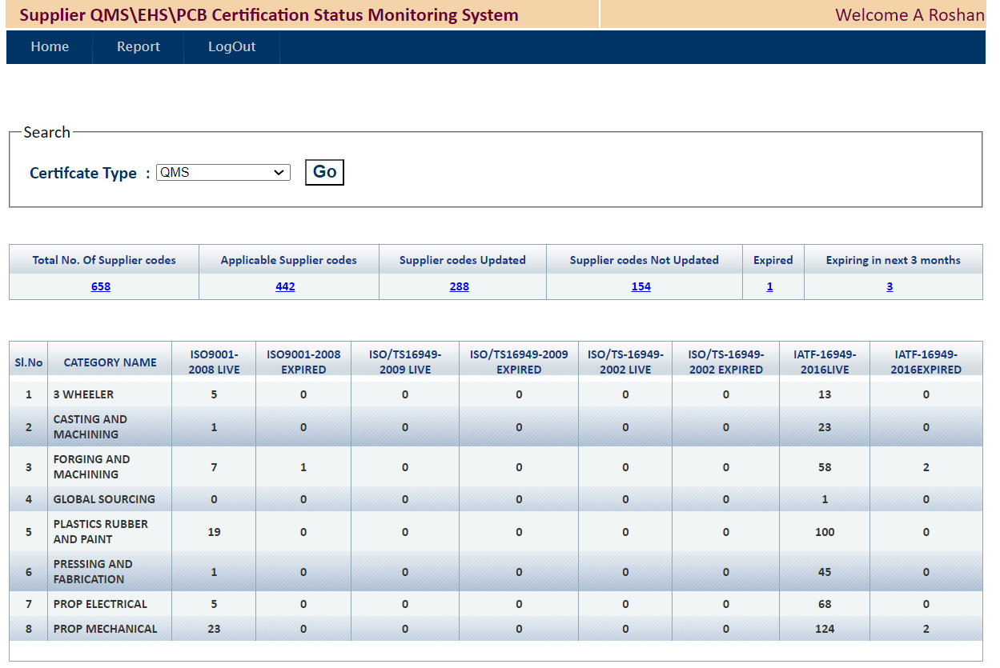 Supplier QMS\EHS\PCB Certification Status Monitoring System Welcome A Roshan
Home Report LogOut
Search
Certifcate Type : QMS Go
Total No. Of Supplier codes Applicable Supplier codes Supplier codes Updated Supplier codes Not Updated Expired Expiring in next 3 months
658 442 288 154 1 3
Sl.No CATEGORY NAME ISO9001-2008 LIVE ISO9001-2008 EXPIRED ISO/TS16949-2009 LIVE ISO/TS16949-2009 EXPIRED ISO/TS-16949-2002 LIVE ISO/TS-16949-2002 EXPIRED IATF-16949-2016LIVE IATF-16949-2016EXPIRED
1 3 WHEELER 5 0 0 0 0 0 13 0
2 CASTING AND MACHINING 1 0 0 0 0 0 23 0
3 FORGING AND MACHINING 7 1 0 0 0 0 58 2
4 GLOBAL SOURCING 0 0 0 0 0 0 1 0
5 PLASTICS RUBBER AND PAINT 19 0 0 0 0 0 100 0
6 PRESSING AND FABRICATION 1 0 0 0 0 0 45 0
7 PROP ELECTRICAL 5 0 0 0 0 0 68 0
8 PROP MECHANICAL 23 0 0 0 0 0 124 2